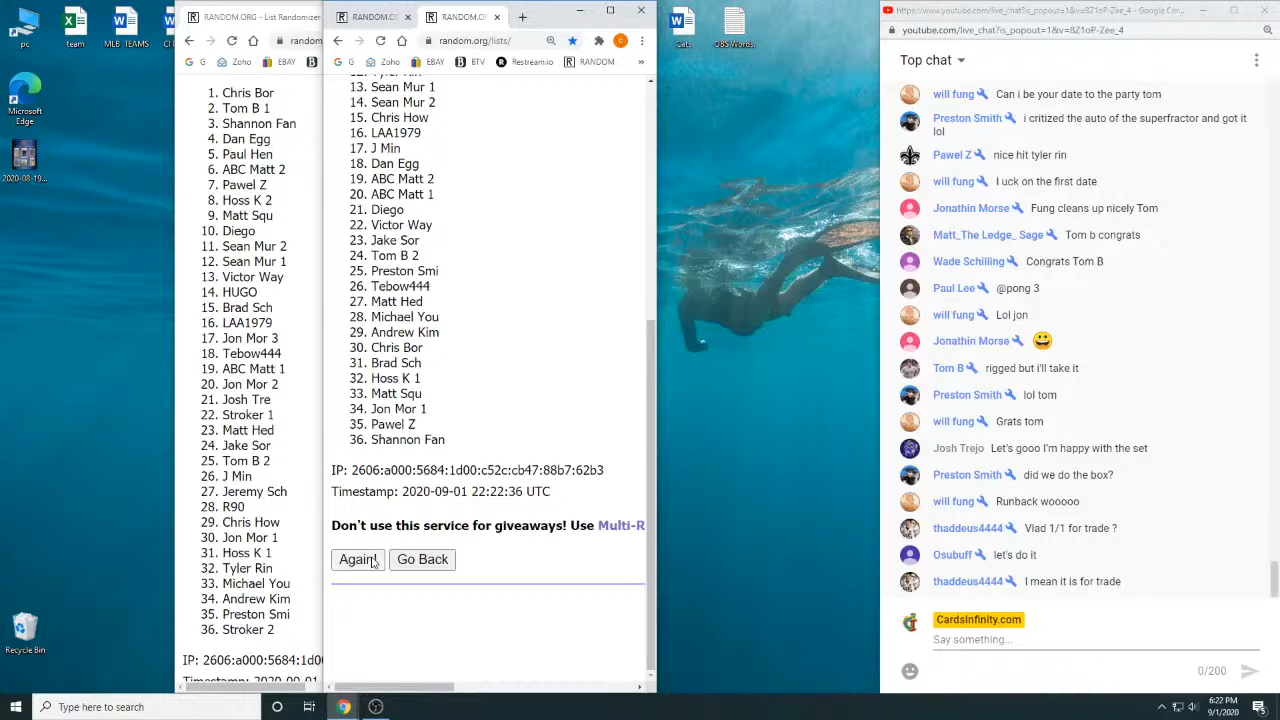 pc
team
MLB_TEAMS
Microsoft
Edge
2020-08-19...
Recycle Bin
RANDOM.ORG - List Randomizer
Zoho
EBAY
1. Chris Bor
2. Tom B 1
3. Shannon Fan
4. Dan Egg
5. Paul Hen
6. ABC Matt 2
7. Pawel Z
8. Hoss K 2
9. Matt Squ
10. Diego
11. Sean Mur 2
12. Sean Mur 1
13. Victor Way
14. HUGO
15. Brad Sch
16. LAA1979
17. Jon Mor 3
18. Tebow444
19. ABC Matt 1
20. Jon Mor 2
21. Josh Tre
22. Stroker 1
23. Matt Hed
24. Jake Sor
25. Tom B 2
26. J Min
27. Jeremy Sch
28. R90
29. Chris How
30. Jon Mor 1
31. Hoss K 1
32. Tyler Rin
33. Michael You
34. Andrew Kim
35. Preston Smi
36. Stroker 2
RANDOM.OR
RANDOM.OR
random.org/lists/
G
Zoho
EBAY
BTV
Restream.io
RANDOM
»
13. Sean Mur 1
14. Sean Mur 2
15. Chris How
16. LAA1979
17. J Min
18. Dan Egg
19. ABC Matt 2
20. ABC Matt 1
21. Diego
22. Victor Way
23. Jake Sor
24. Tom B 2
25. Preston Smi
26. Tebow444
27. Matt Hed
28. Michael You
29. Andrew Kim
30. Chris Bor
31. Brad Sch
32. Hoss K 1
33. Matt Squ
34. Jon Mor 1
35. Pawel Z
36. Shannon Fan
IP: 2606:a000:5684:1d00:c52c:cb47:88b7:62b3
Timestamp: 2020-09-01 22:22:36 UTC
Don't use this service for giveaways! Use Multi-R
Again!
Go Back
Cats
OBS Words.
https://www.youtube.com/live_chat?is_popout=1&v=8Z1oP-Zee_4 - Google Cor...
youtube.com/live_chat?is_popout=1&v=8Z1oP-Zee_4
Top chat
will fung Can i be your date to the party tom
Preston Smith i critized the auto of the superfractor and got it
lol
Pawel Z nice hit tyler rin
will fung I uck on the first date
Jonathin Morse Fung cleans up nicely Tom
Matt_The Ledge_ Sage Tom b congrats
Wade Schilling Congrats Tom B
Paul Lee @pong 3
will fung Lol jon
Jonathin Morse
Tom B rigged but i'll take it
Preston Smith lol tom
will fung Grats tom
Josh Trejo Let's gooo I'm happy with the set
Preston Smith did we do the box?
will fung Runback wooooo
thaddeus4444 Vlad 1/1 for trade ?
Osubuff let's do it
thaddeus4444 I mean it is for trade
CardsInfinity.com
Say something...
0/200
Type here to search
6:22 PM
9/1/2020
5